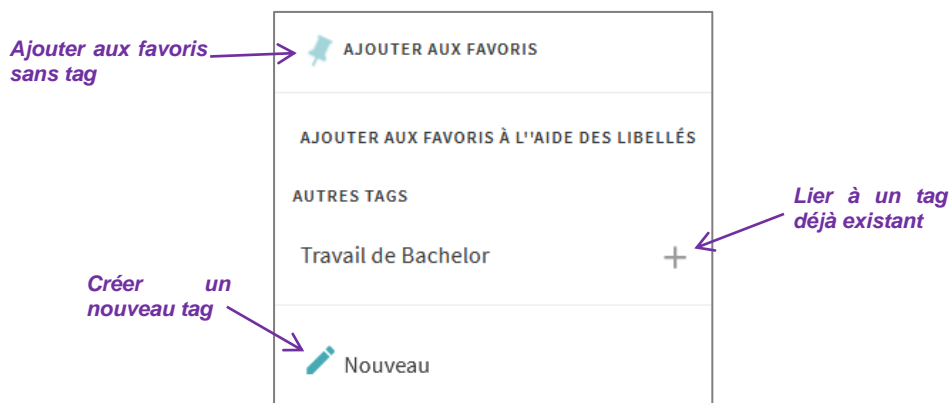 Ajouter aux favoris
sans tag
AJOUTER AUX FAVORIS
AJOUTER AUX FAVORIS À L''AIDE DES LIBELLÉS
AUTRES TAGS
Lier à un tag
déjà existant
Travail de Bachelor
Créer un
nouveau tag
Nouveau